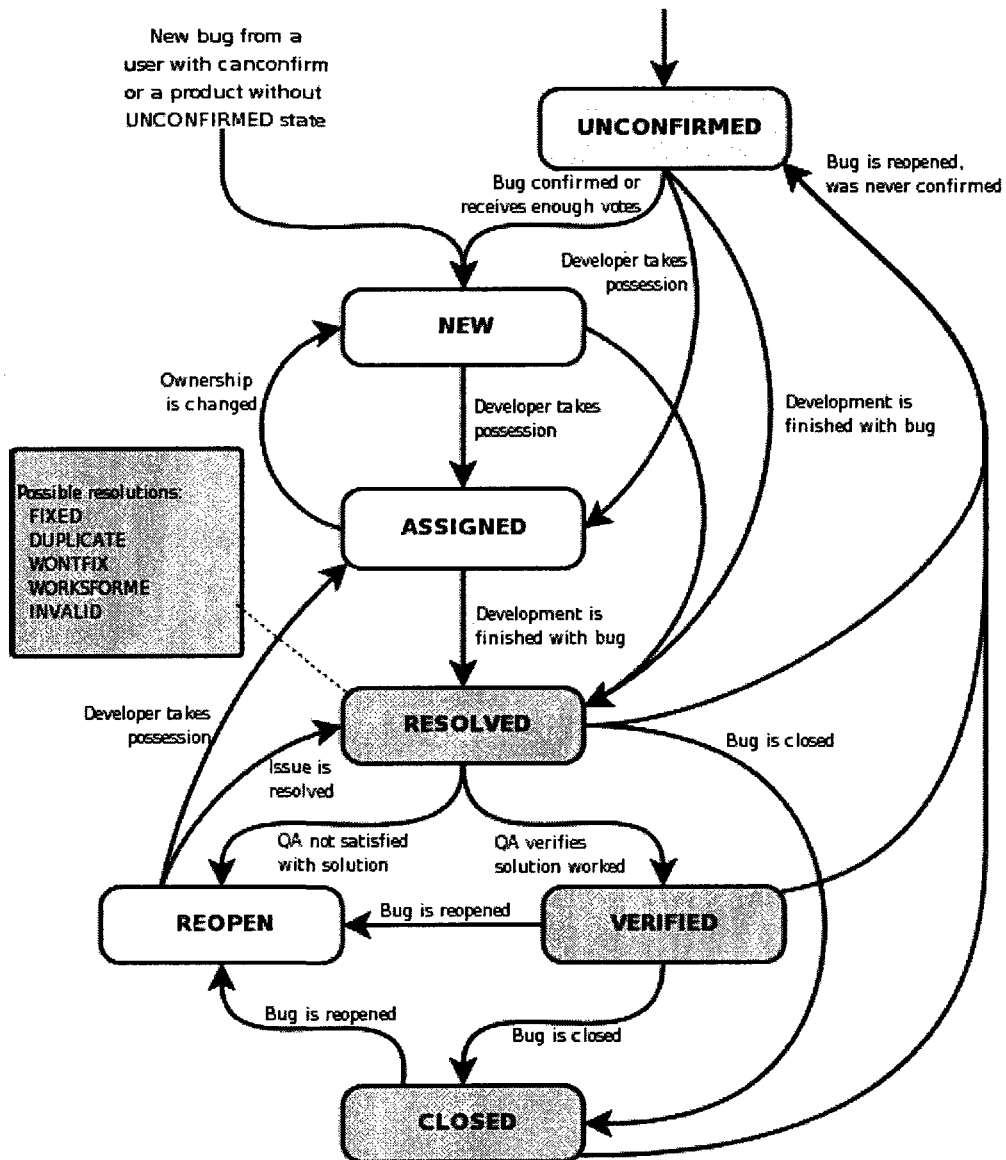 New bug from a
user with canconfirm
or a product without
UNCONFIRMED state
UNCONFIRMED
Bug is reopened,
was never confirmed
Bug confirmed or
receives enough votes
Developer takes
possession
NEW
Ownership
is changed
Developer takes
possession
Development is
finished with bug
Possible resolutions:
FIXED
DUPLICATE
WONTFIX
WORKSFORME
INVALID
ASSIGNED
Development is
finished with bug
Developer takes
possession
RESOLVED
Bug is closed
Issue is
resolved
QA not satisfied
with solution
QA verifies
solution worked
REOPEN
Bug is reopened
VERIFIED
Bug is reopened
Bug is closed
CLOSED